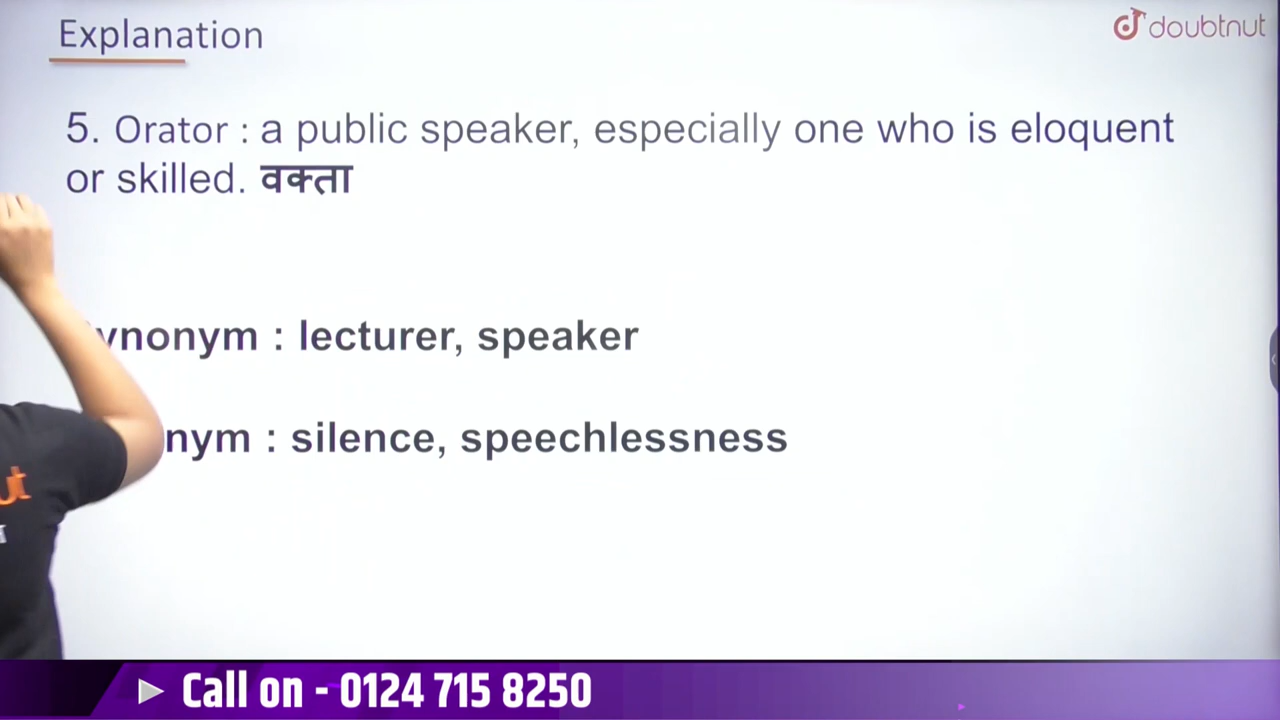 Explanation
doubtnut
5. Orator : a public speaker, especially one who is eloquent
or skilled. वक्ता
ynonym : lecturer, speaker
nym : silence, speechlessness
ut
Call on - 0124 715 8250